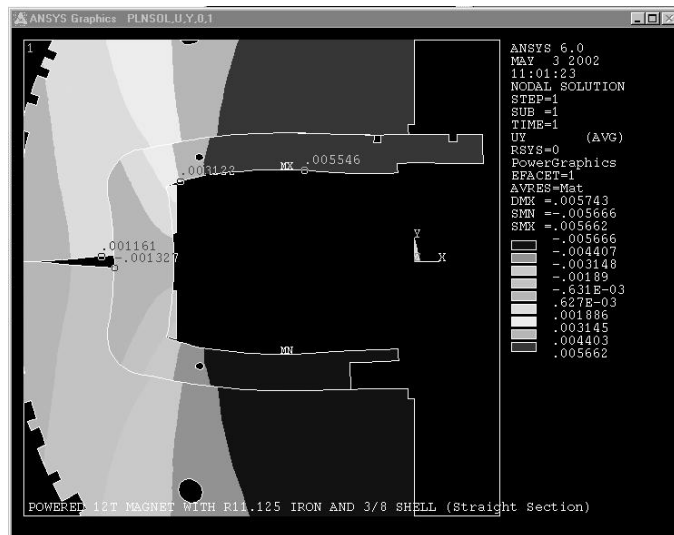 ANSYS Graphics PLNSOL,U,Y,0,1
1
ANSYS 6.0
MAY 3 2002
11:01:23
NODAL SOLUTION
STEP=1
SUB =1
TIME=1
UY (AVG)
RSYS=0
PowerGraphics
EFACET=1
AVRES=Mat
DMX =.005743
SMN =-.005666
SMX =.005662
-.005666
-.004407
-.003148
-.00189
-.631E-03
.627E-03
.001886
.003145
.004403
.005662
MX
.005546
.001161
-.001327
Y
X
MN
POWERED 12T MAGNET WITH R11.125 IRON AND 3/8 SHELL (Straight Section)